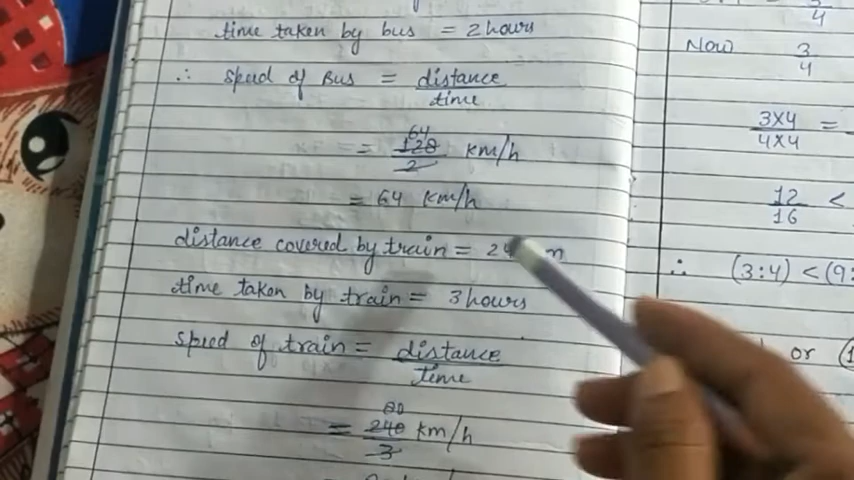 time taken by bus = 2 hours
∴ speed of Bus = distance
time
64
= 128 km/h
2
= 64 km/h
distance covered by train = 24
time taken by train = 3 hours
speed of train = distance
time
80
= 240 km/h
3
4
Now 3
4
3×4 =
4×4
12 <
16
∴ (3:4) < (9:
or (1